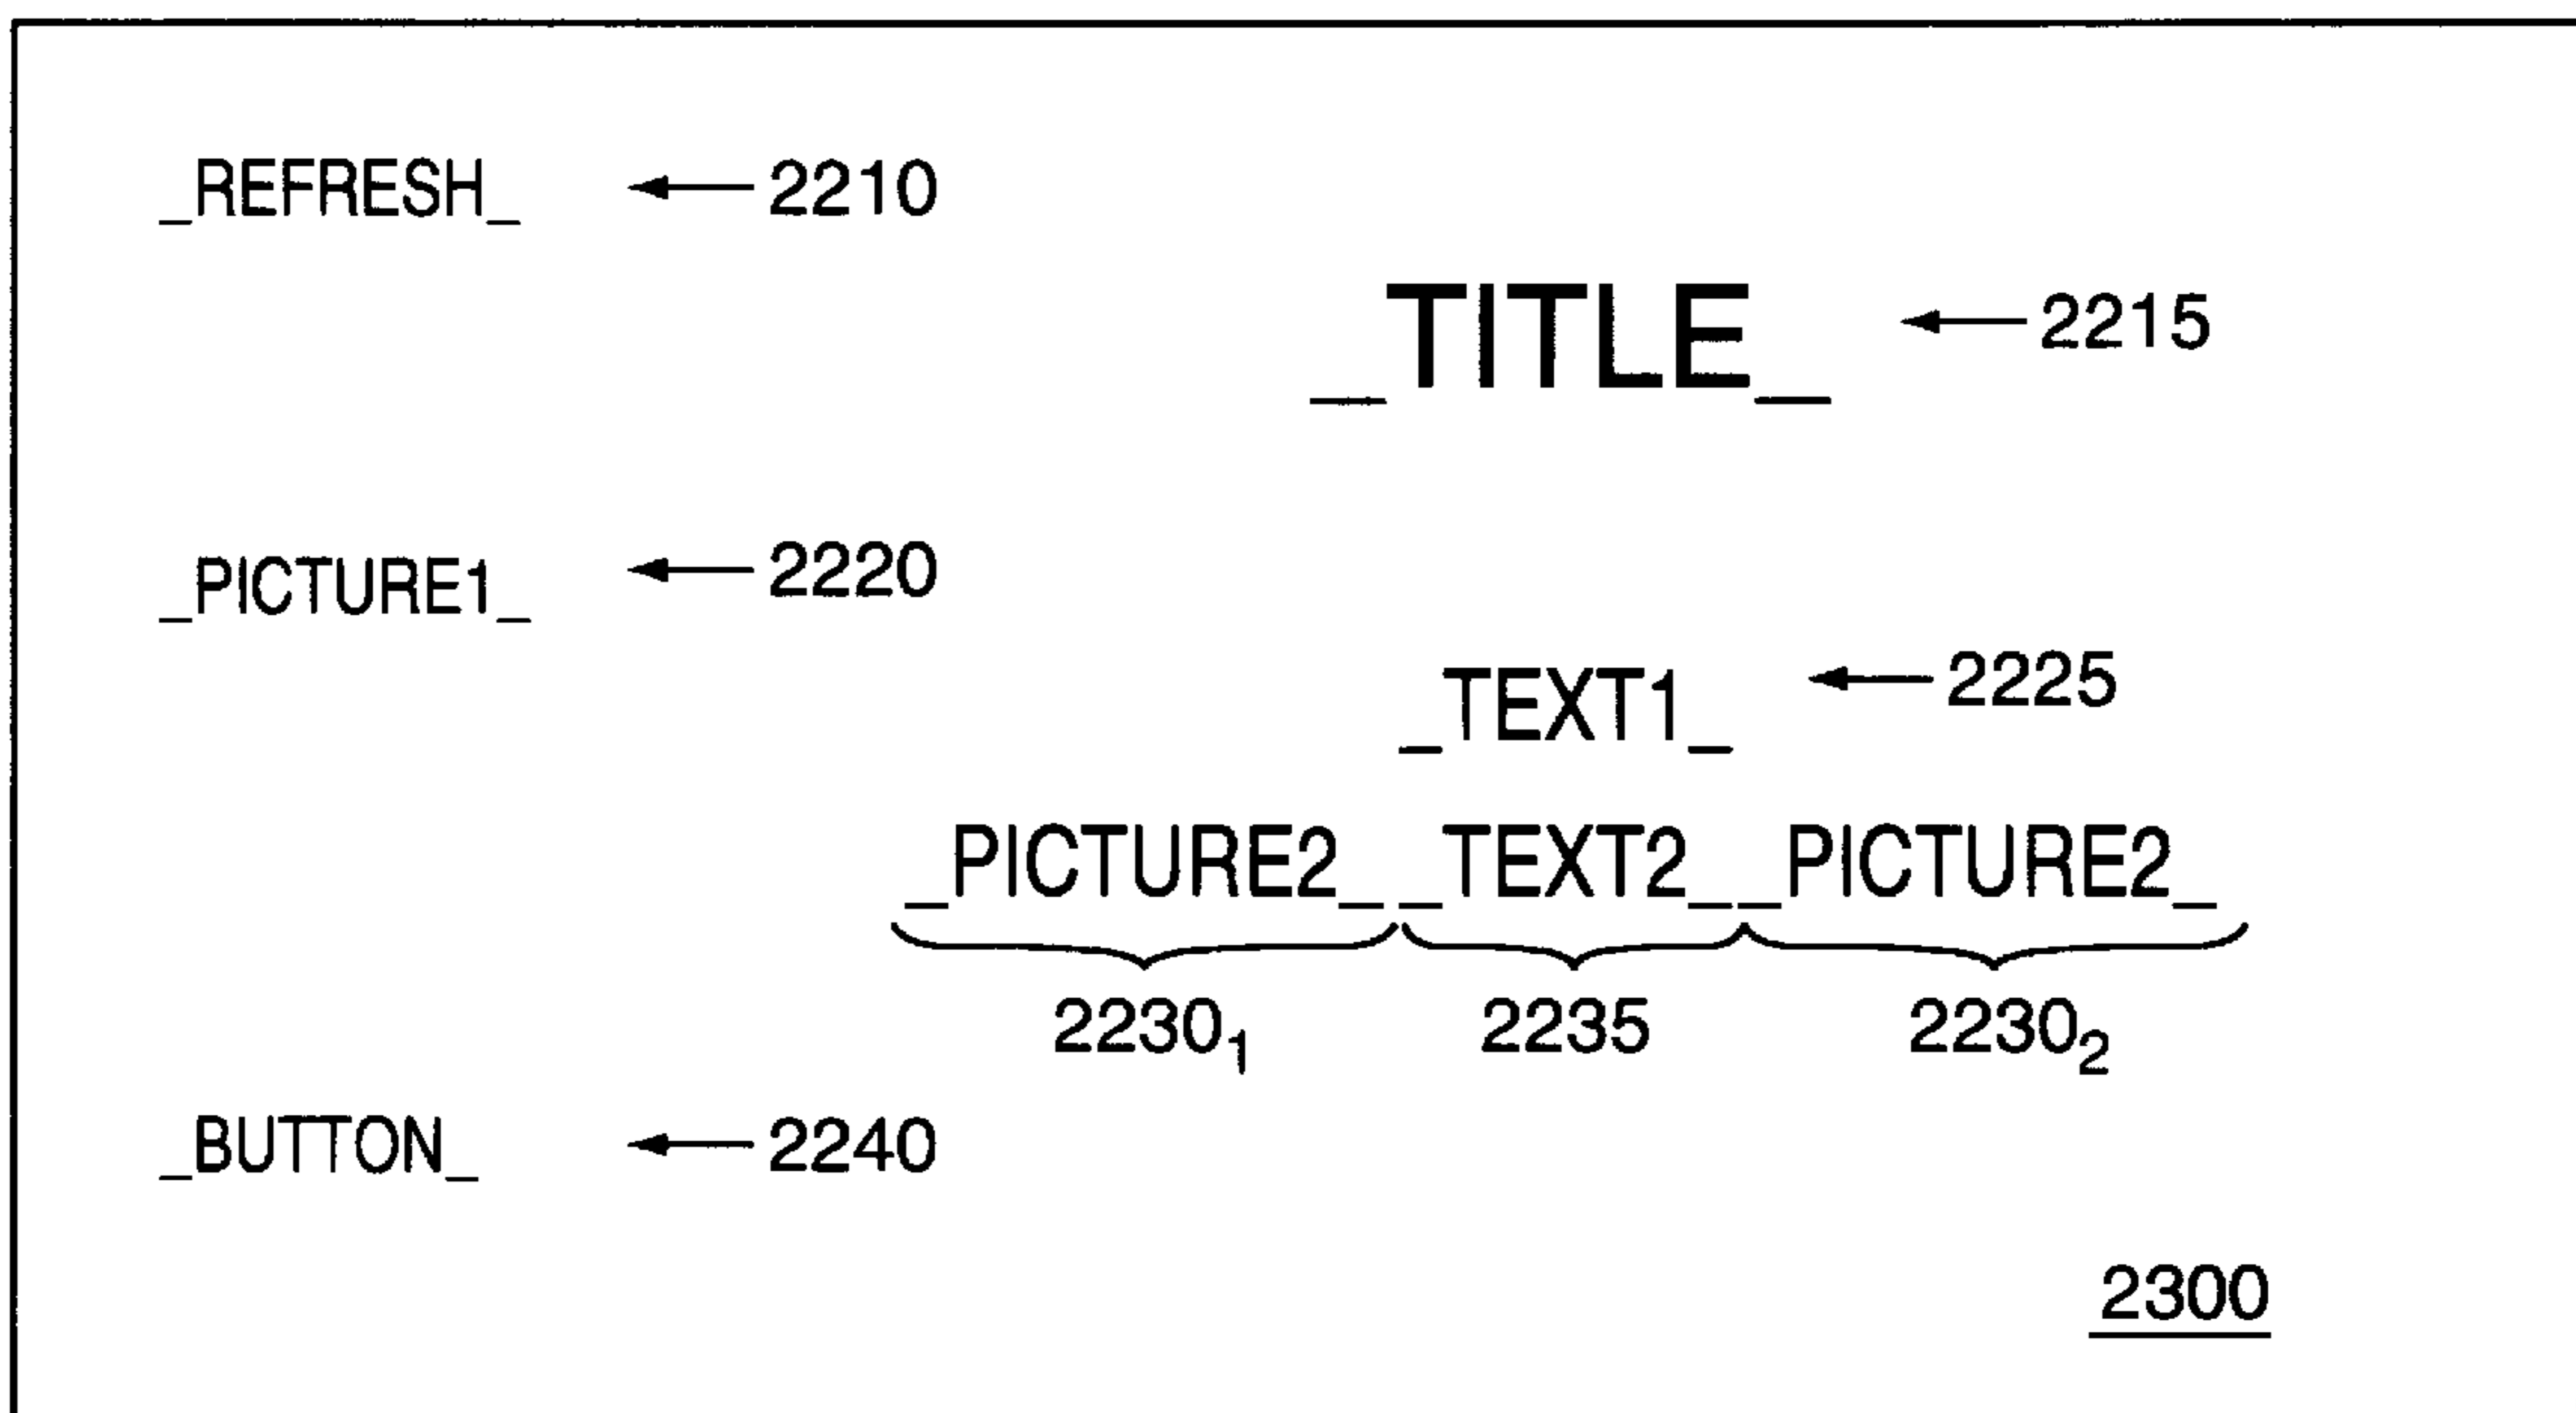 _REFRESH_ 2210
_TITLE_ 2215
_PICTURE1_ 2220
_TEXT1_ 2225
_PICTURE2_ _TEXT2_ _PICTURE2_
2230₁ 2235 2230₂
_BUTTON_ 2240
2300